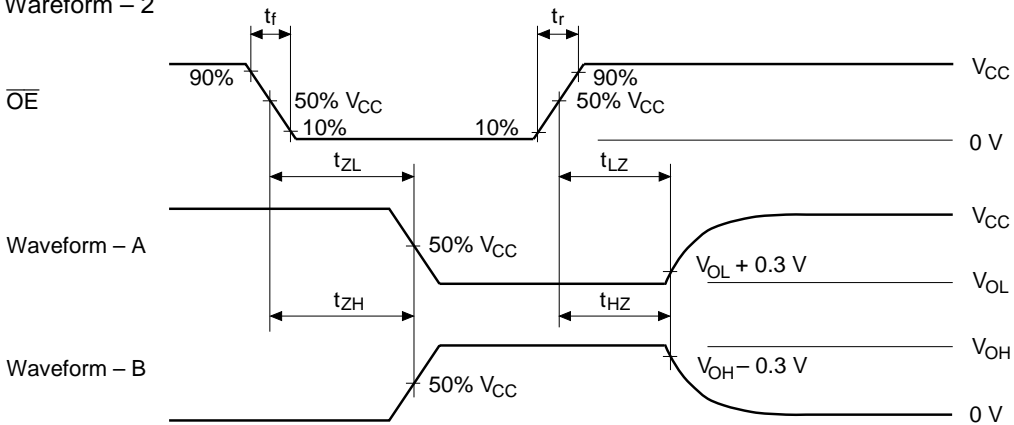 Wareform – 2
tf
tr
90%
90%
VCC
OE
50% VCC
50% VCC
10%
10%
0 V
tZL
tLZ
VCC
Waveform – A
50% VCC
VOL + 0.3 V
VOL
tZH
tHZ
VOH
Waveform – B
VOH – 0.3 V
50% VCC
0 V